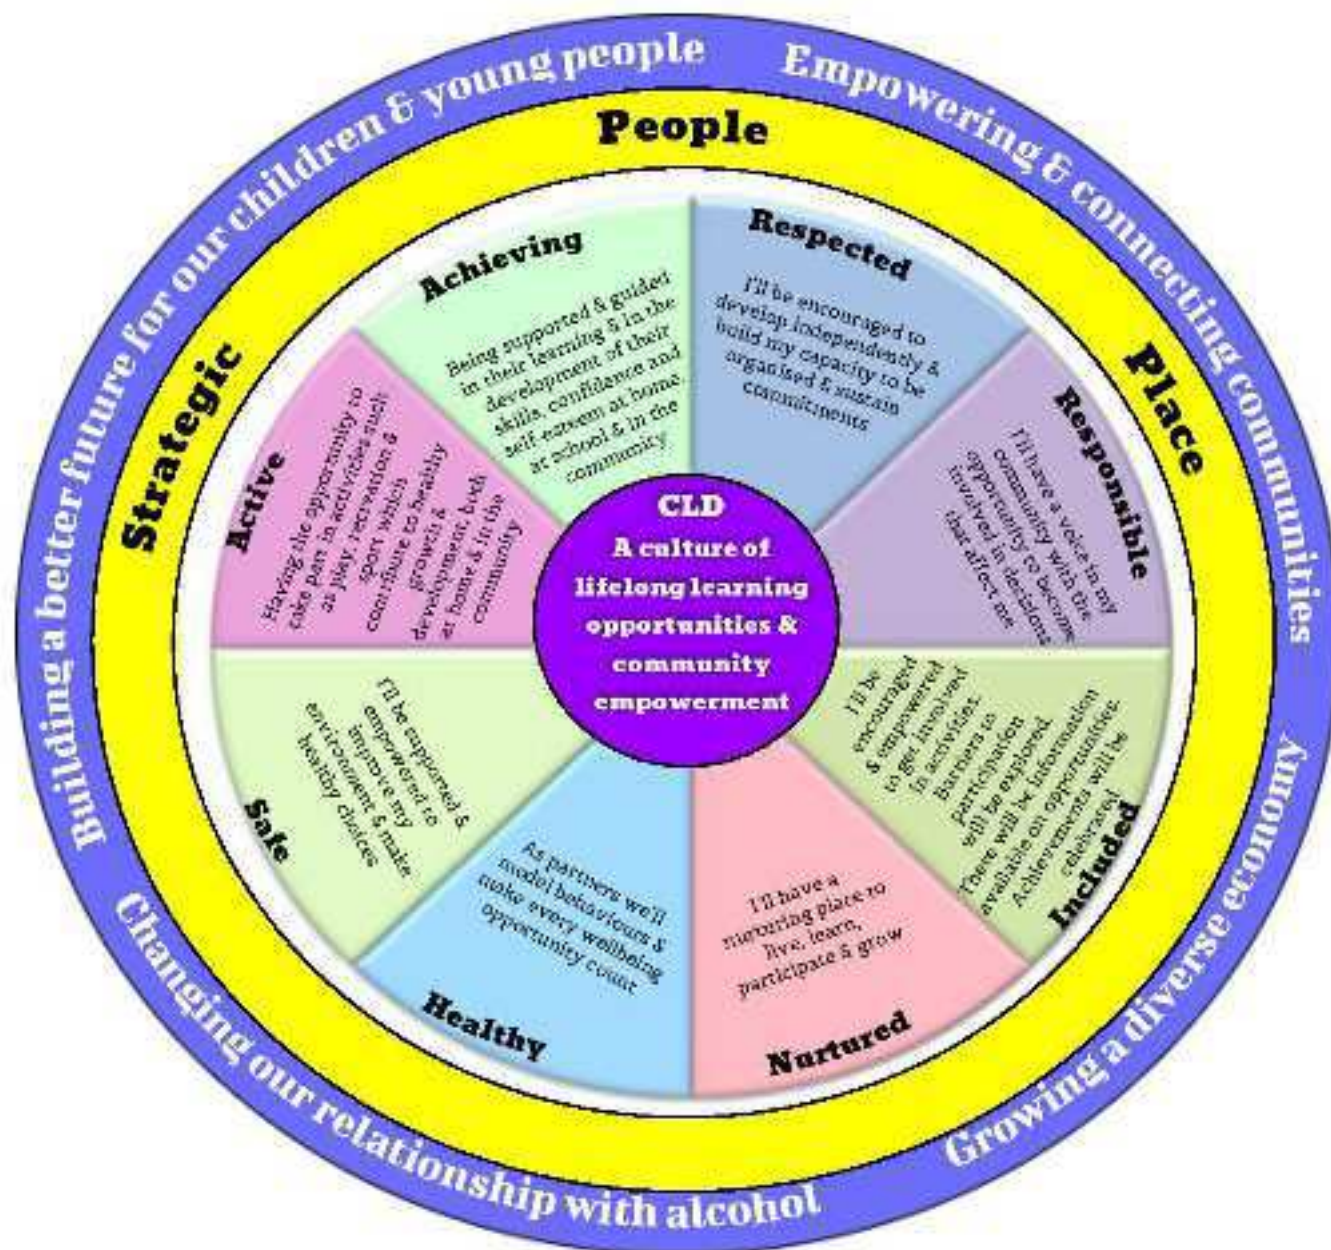 Building a better future for our children & young people
Empowering & connecting communities
Growing a diverse economy
Changing our relationship with alcohol
People
Place
Strategic
Achieving
Being supported & guided
in their learning & in the
development of their
skills, confidence and
self-esteem at home,
at school & in the
community
Respected
I'll be encouraged to
develop independently &
build my capacity to be
organised & sustain
commitments
Responsible
I'll have a voice in my
community with the
opportunity to become
involved in decisions
that affect me
Included
I'll be
encouraged
& empowered
to get involved
in activities.
Barriers to
participation
will be explored.
There will be information
available on opportunities.
Achievements will be
celebrated
Nurtured
I'll have a
nurturing place to
live, learn,
participate & grow
Healthy
As partners we'll
model behaviours &
make every wellbeing
opportunity count
Safe
I'll be supported &
empowered to
improve my
environment & make
healthy choices
Active
Having the opportunity to
take part in activities such
as play, recreation &
sport which
contribute to healthy
growth &
development, both
at home & in the
community
CLD
A culture of
lifelong learning
opportunities &
community
empowerment